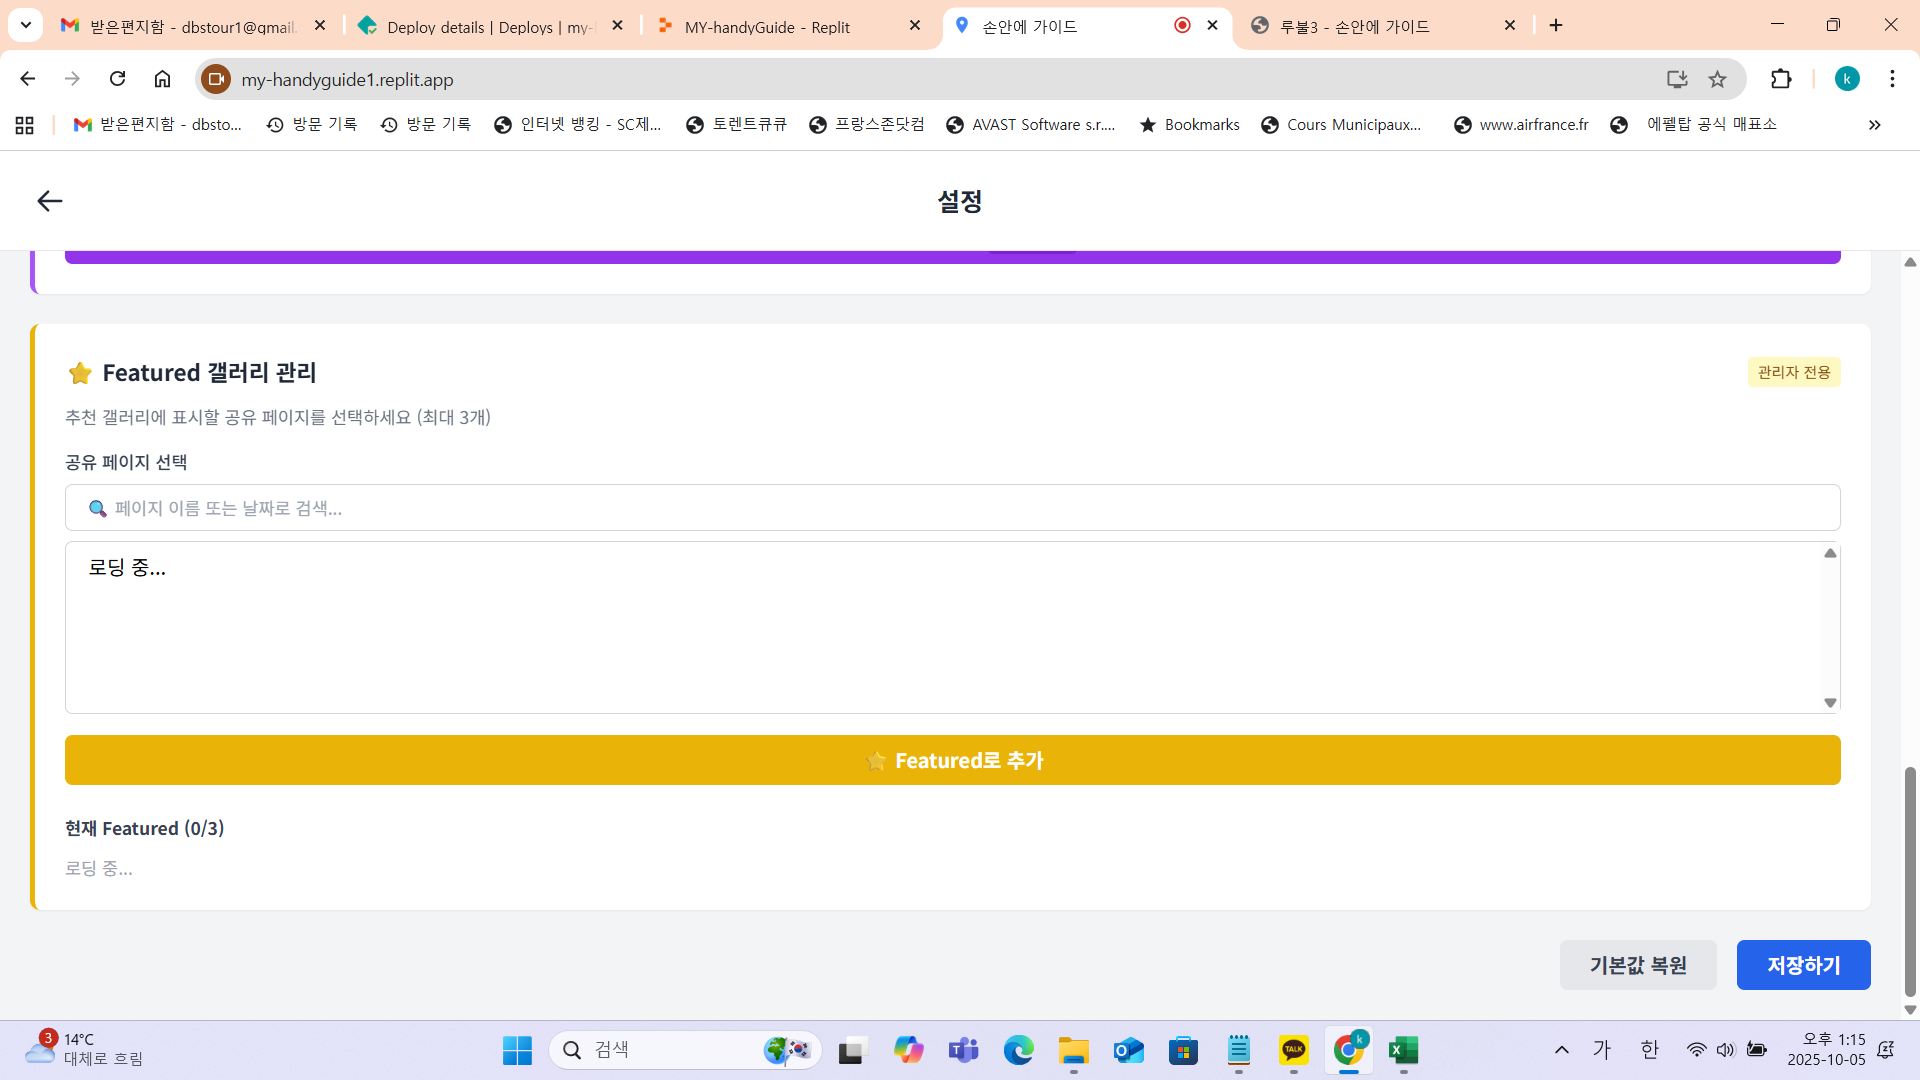 받은편지함 - dbstour1@gmail.
Deploy details | Deploys | my-
MY-handyGuide - Replit
손안에 가이드
루불3 - 손안에 가이드
my-handyguide1.replit.app
k
받은편지함 - dbsto...
방문 기록
방문 기록
인터넷 뱅킹 - SC제...
토렌트큐큐
프랑스존닷컴
AVAST Software s.r....
Bookmarks
Cours Municipaux...
www.airfrance.fr
에펠탑 공식 매표소
설정
Featured 갤러리 관리
관리자 전용
추천 갤러리에 표시할 공유 페이지를 선택하세요 (최대 3개)
공유 페이지 선택
페이지 이름 또는 날짜로 검색...
로딩 중...
Featured로 추가
현재 Featured (0/3)
로딩 중...
기본값 복원
저장하기
3
14°C
대체로 흐림
검색
TALK
k
가
한
오후 1:15
2025-10-05